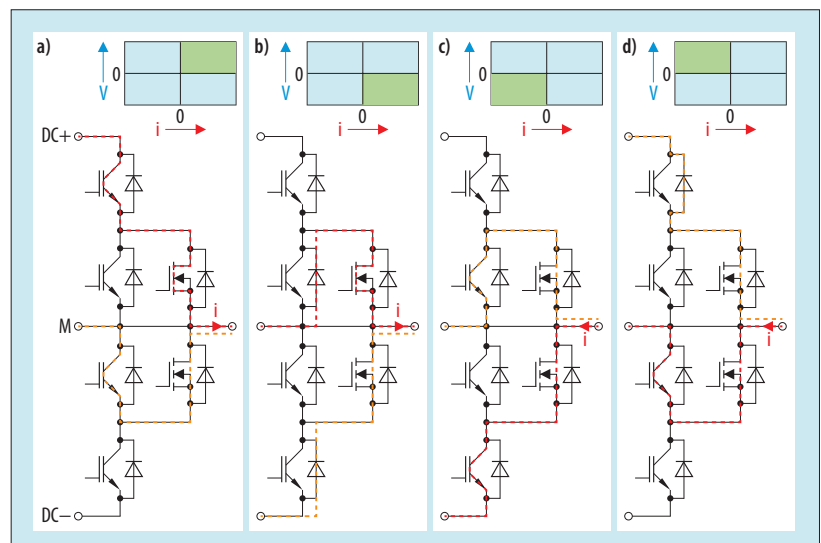 a) b) c) d)
0 0 0 0
V V V V
0 0 0 0
i i i i
DC+
i i i i
M
DC−